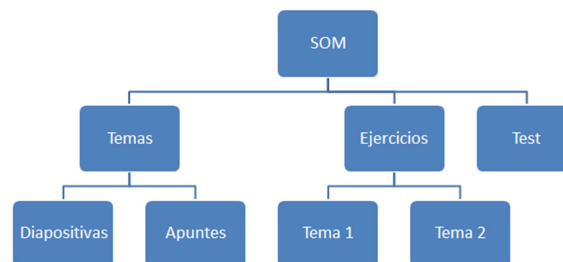 SOM
Temas
Ejercicios
Test
Diapositivas
Apuntes
Tema 1
Tema 2